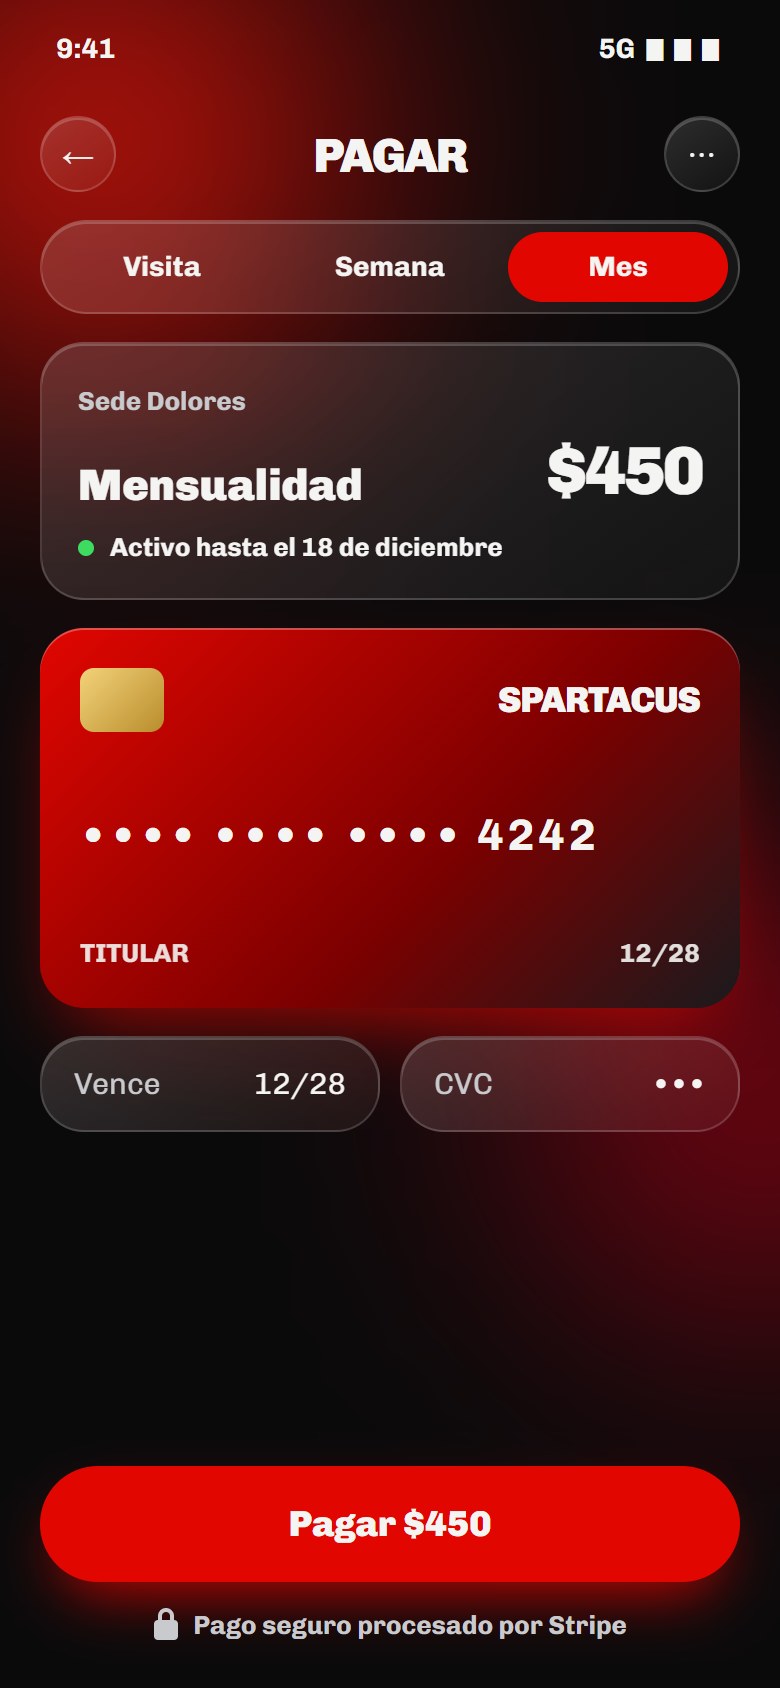 9:41 5G
← PAGAR ...
Visita Semana Mes
Sede Dolores
Mensualidad $450
Activo hasta el 18 de diciembre
SPARTACUS
•••• •••• •••• 4242
TITULAR 12/28
Vence 12/28 CVC •••
Pagar $450
Pago seguro procesado por Stripe